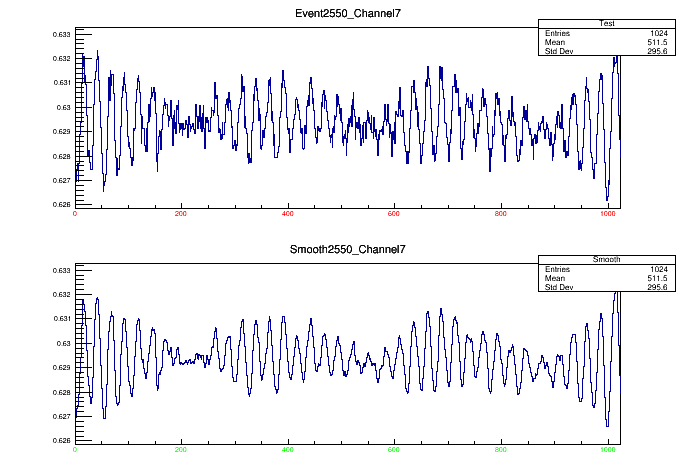 Event2550_Channel7
Test
Entries 1024
Mean 511.5
Std Dev 295.6
0.633
0.632
0.631
0.63
0.629
0.628
0.627
0.626
0 200 400 600 800 1000
Smooth2550_Channel7
Smooth
Entries 1024
Mean 511.5
Std Dev 295.6
0.633
0.632
0.631
0.63
0.629
0.628
0.627
0.626
0 200 400 600 800 1000